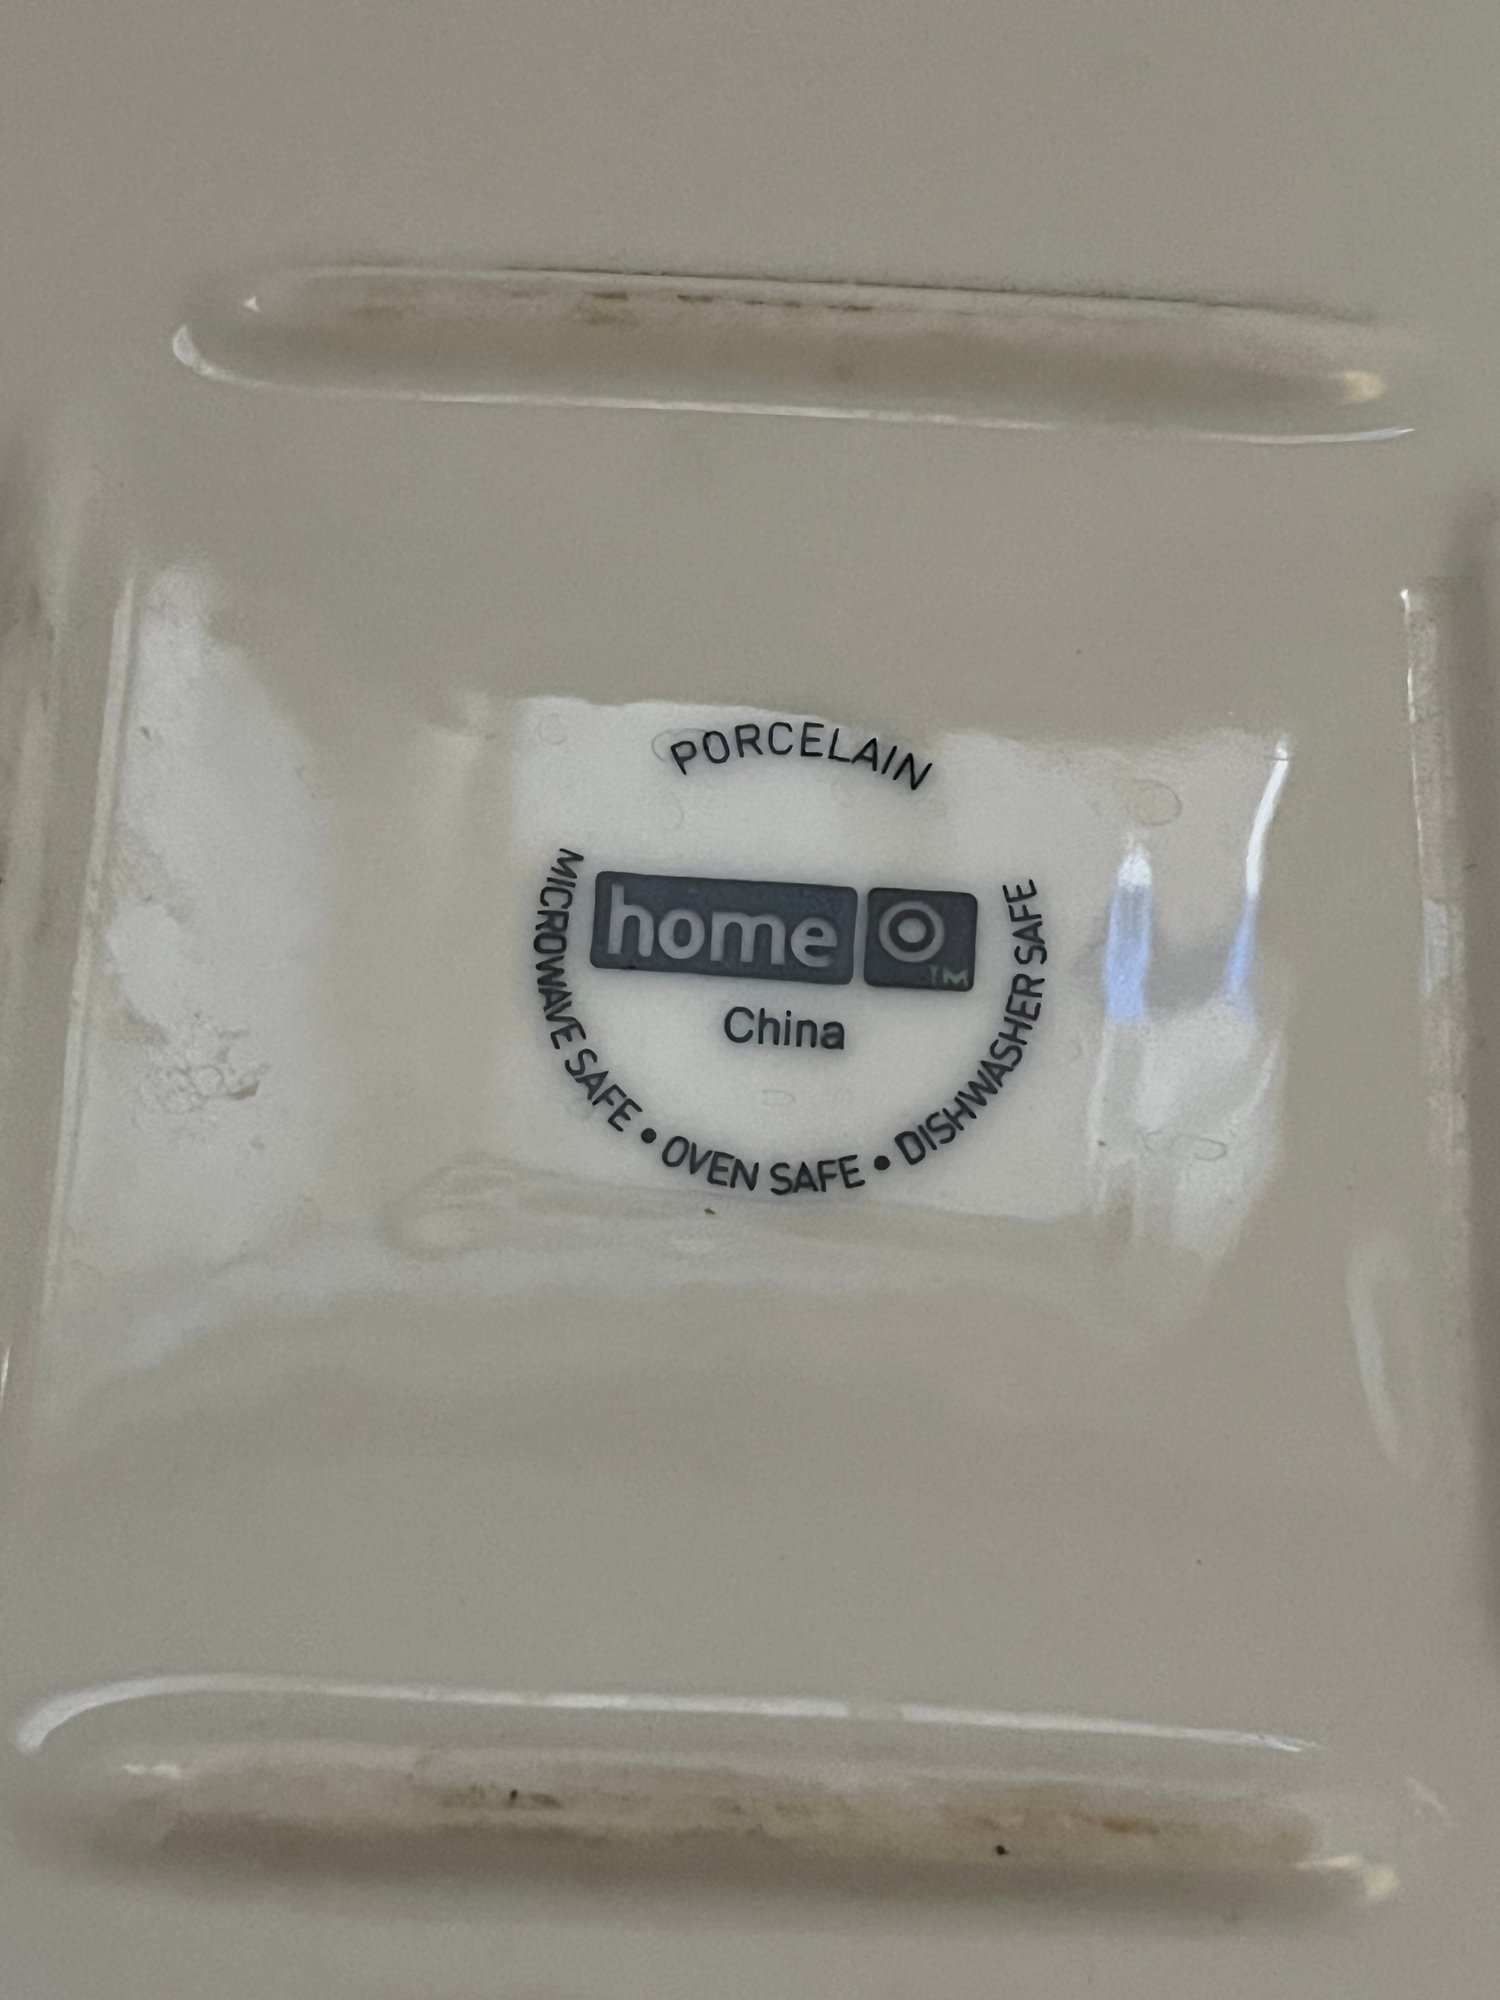 PORCELAIN
home TM
China
MICROWAVE SAFE • OVEN SAFE • DISHWASHER SAFE